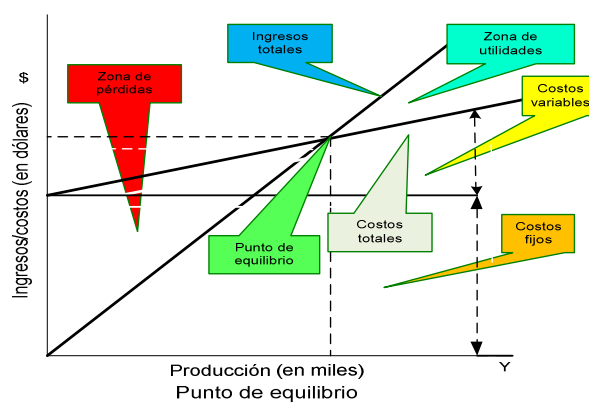 Ingresos
totales
Zona de
utilidades
Zona de
pérdidas
$
Costos
variables
Ingresos/costos (en dólares)
Costos
totales
Costos
fijos
Punto de
equilibrio
Y
Producción (en miles)
Punto de equilibrio